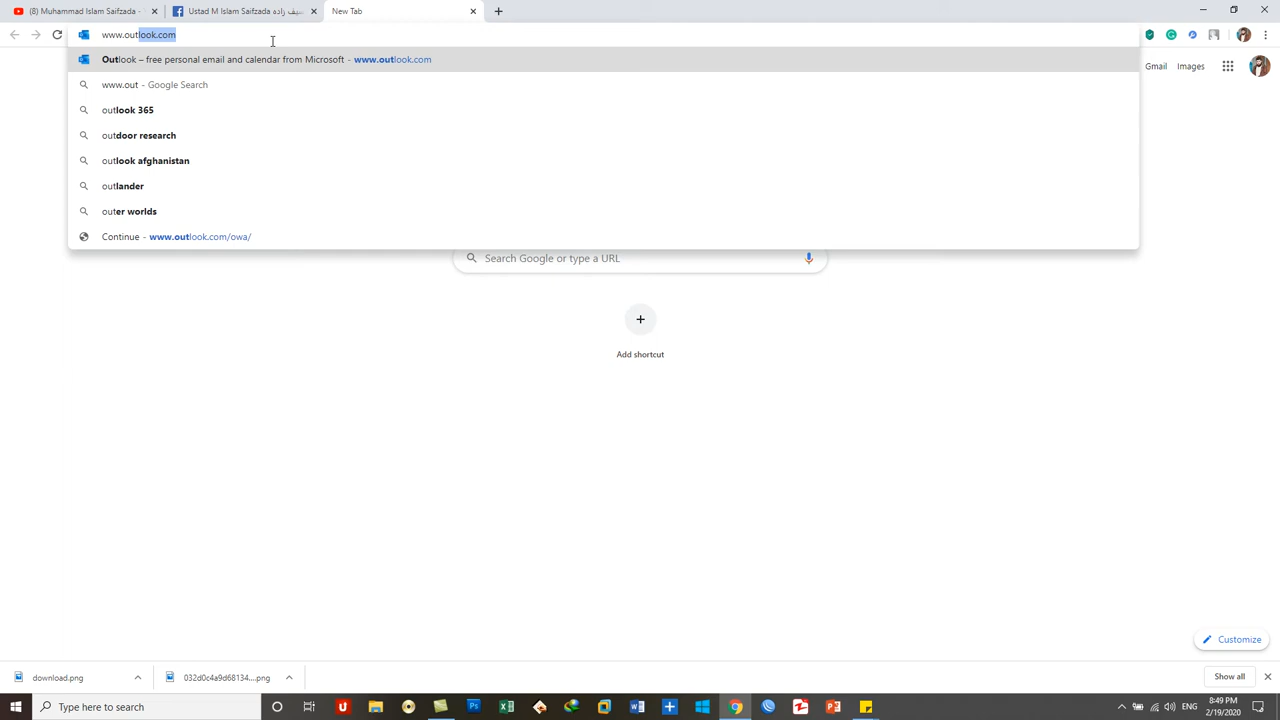 (8) Muhammad Islam Saifzada -
Ustad M Islam Saifzada سیف زاده
New Tab
www.outlook.com
Outlook – free personal email and calendar from Microsoft - www.outlook.com
www.out - Google Search
outlook 365
outdoor research
outlook afghanistan
outlander
outer worlds
Continue - www.outlook.com/owa/
Gmail
Images
Search Google or type a URL
Add shortcut
Customize
download.png
032d0c4a9d68134....png
Show all
Type here to search
ENG
8:49 PM
2/19/2020